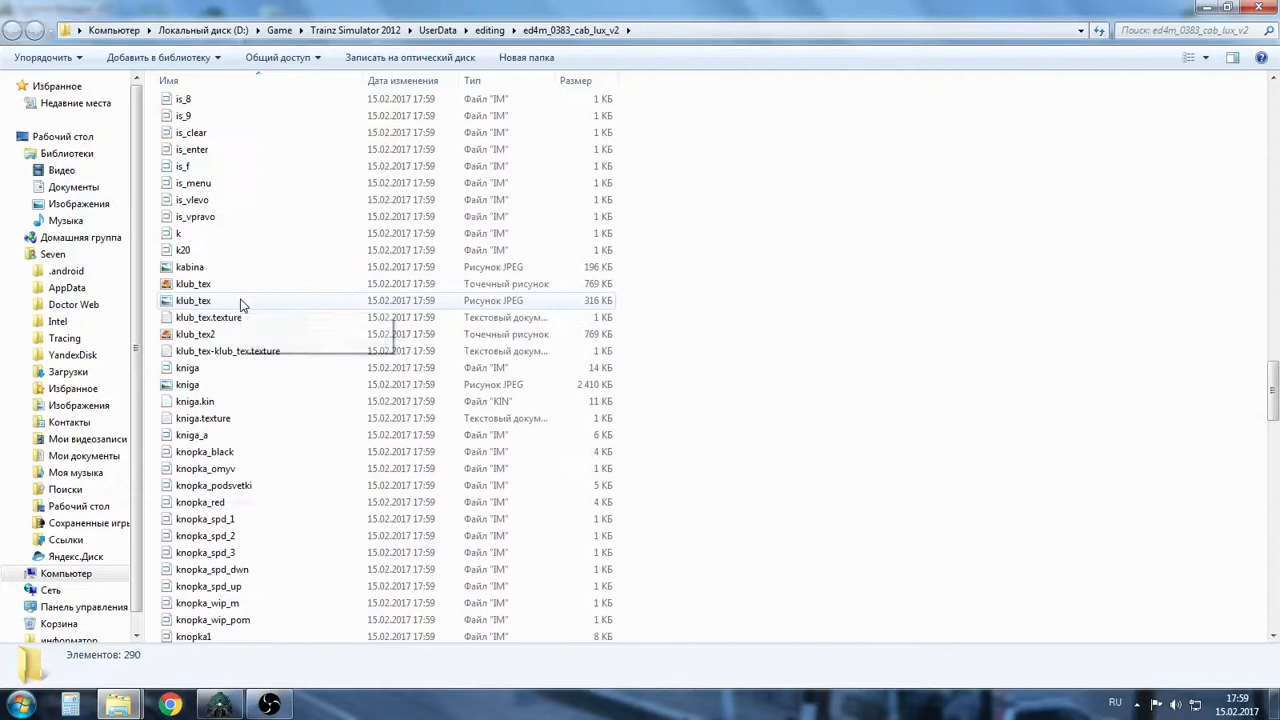 Компьютер ▸ Локальный диск (D:) ▸ Game ▸ Trainz Simulator 2012 ▸ UserData ▸ editing ▸ ed4m_0383_cab_lux_v2 ▸
Поиск: ed4m_0383_cab_lux_v2
Упорядочить Добавить в библиотеку Общий доступ Записать на оптический диск Новая папка
Имя Дата изменения Тип Размер
Избранное
Недавние места
Рабочий стол
Библиотеки
Видео
Документы
Изображения
Музыка
Домашняя группа
Seven
.android
AppData
Doctor Web
Intel
Tracing
YandexDisk
Загрузки
Избранное
Изображения
Контакты
Мои видеозаписи
Мои документы
Моя музыка
Поиски
Рабочий стол
Сохраненные игры
Ссылки
Яндекс.Диск
Компьютер
Сеть
Панель управления
Корзина
информатор
is_8 15.02.2017 17:59 Файл "IM" 1 КБ
is_9 15.02.2017 17:59 Файл "IM" 1 КБ
is_clear 15.02.2017 17:59 Файл "IM" 1 КБ
is_enter 15.02.2017 17:59 Файл "IM" 1 КБ
is_f 15.02.2017 17:59 Файл "IM" 1 КБ
is_menu 15.02.2017 17:59 Файл "IM" 1 КБ
is_vlevo 15.02.2017 17:59 Файл "IM" 1 КБ
is_vpravo 15.02.2017 17:59 Файл "IM" 1 КБ
k 15.02.2017 17:59 Файл "IM" 1 КБ
k20 15.02.2017 17:59 Файл "IM" 1 КБ
kabina 15.02.2017 17:59 Рисунок JPEG 196 КБ
klub_tex 15.02.2017 17:59 Точечный рисунок 769 КБ
klub_tex 15.02.2017 17:59 Рисунок JPEG 316 КБ
klub_tex.texture 15.02.2017 17:59 Текстовый докум... 1 КБ
klub_tex2 15.02.2017 17:59 Точечный рисунок 769 КБ
klub_tex-klub_tex.texture 15.02.2017 17:59 Текстовый докум... 1 КБ
kniga 15.02.2017 17:59 Файл "IM" 14 КБ
kniga 15.02.2017 17:59 Рисунок JPEG 2 410 КБ
kniga.kin 15.02.2017 17:59 Файл "KIN" 11 КБ
kniga.texture 15.02.2017 17:59 Текстовый докум... 1 КБ
kniga_a 15.02.2017 17:59 Файл "IM" 6 КБ
knopka_black 15.02.2017 17:59 Файл "IM" 4 КБ
knopka_omyv 15.02.2017 17:59 Файл "IM" 1 КБ
knopka_podsvetki 15.02.2017 17:59 Файл "IM" 5 КБ
knopka_red 15.02.2017 17:59 Файл "IM" 4 КБ
knopka_spd_1 15.02.2017 17:59 Файл "IM" 1 КБ
knopka_spd_2 15.02.2017 17:59 Файл "IM" 1 КБ
knopka_spd_3 15.02.2017 17:59 Файл "IM" 1 КБ
knopka_spd_dwn 15.02.2017 17:59 Файл "IM" 1 КБ
knopka_spd_up 15.02.2017 17:59 Файл "IM" 1 КБ
knopka_wip_m 15.02.2017 17:59 Файл "IM" 1 КБ
knopka_wip_pom 15.02.2017 17:59 Файл "IM" 1 КБ
knopka1 15.02.2017 17:59 Файл "IM" 8 КБ
Элементов: 290
RU
17:59
15.02.2017